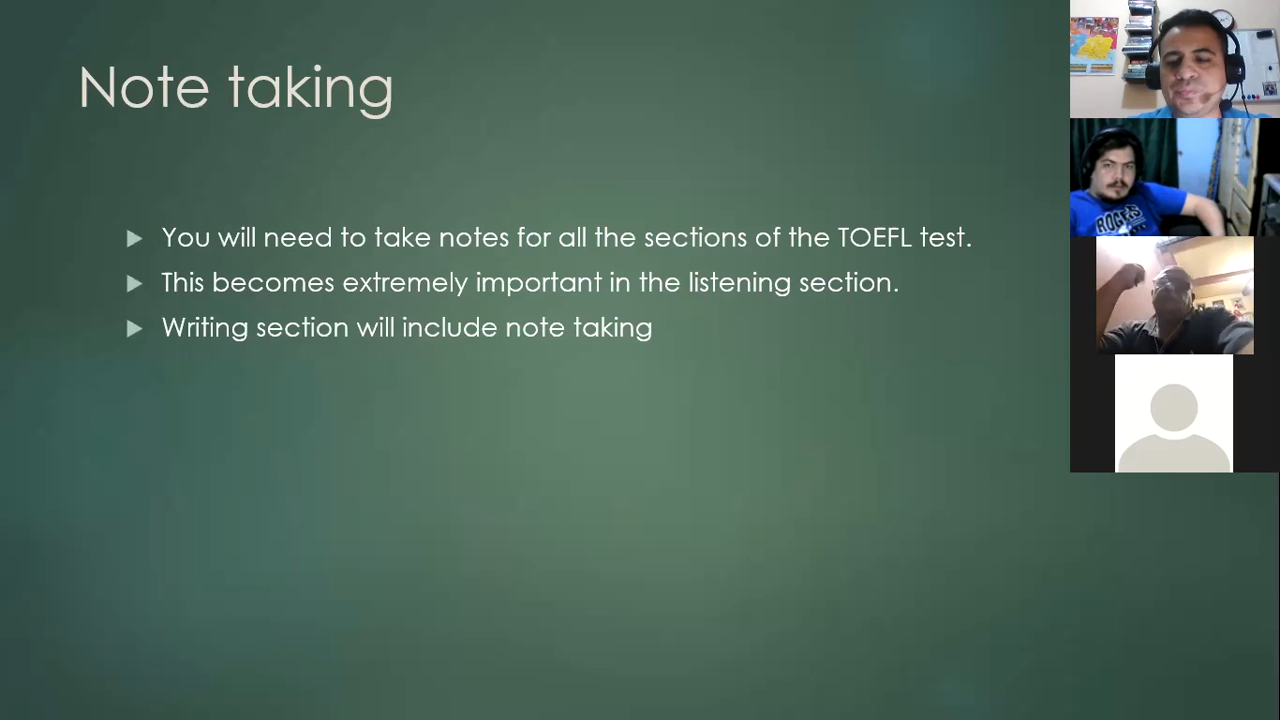 Note taking
You will need to take notes for all the sections of the TOEFL test.
This becomes extremely important in the listening section.
Writing section will include note taking